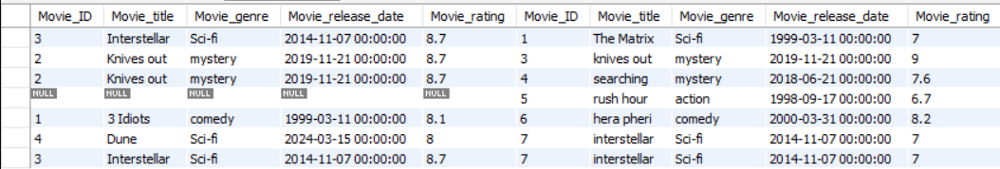 Movie_ID Movie_title Movie_genre Movie_release_date Movie_rating Movie_ID Movie_title Movie_genre Movie_release_date Movie_rating
3 Interstellar Sci-fi 2014-11-07 00:00:00 8.7 1 The Matrix Sci-fi 1999-03-11 00:00:00 7
2 Knives out mystery 2019-11-21 00:00:00 8.7 3 knives out mystery 2019-11-21 00:00:00 9
2 Knives out mystery 2019-11-21 00:00:00 8.7 4 searching mystery 2018-06-21 00:00:00 7.6
NULL NULL NULL NULL NULL 5 rush hour action 1998-09-17 00:00:00 6.7
1 3 Idiots comedy 1999-03-11 00:00:00 8.1 6 hera pheri comedy 2000-03-31 00:00:00 8.2
4 Dune Sci-fi 2024-03-15 00:00:00 8 7 interstellar Sci-fi 2014-11-07 00:00:00 7
3 Interstellar Sci-fi 2014-11-07 00:00:00 8.7 7 interstellar Sci-fi 2014-11-07 00:00:00 7